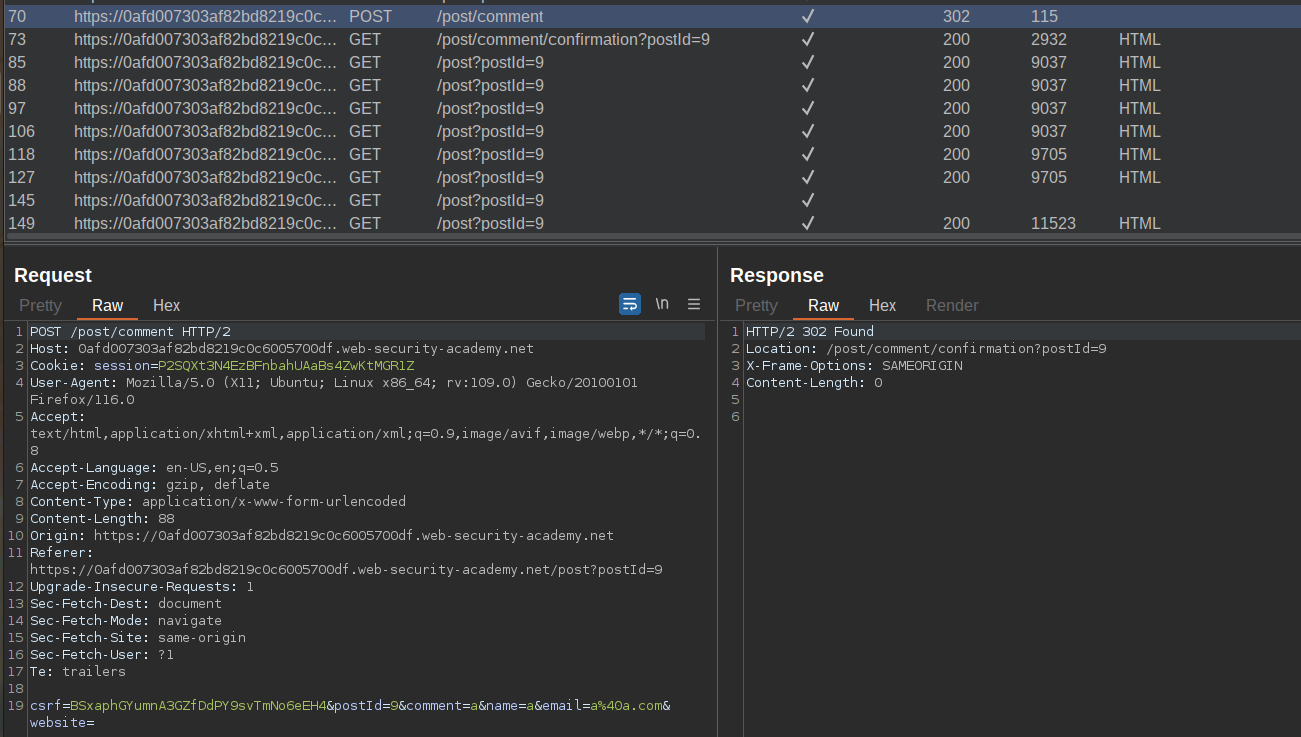 70 https://0afd007303af82bd8219c0c... POST /post/comment ✓ 302 115
73 https://0afd007303af82bd8219c0c... GET /post/comment/confirmation?postId=9 ✓ 200 2932 HTML
85 https://0afd007303af82bd8219c0c... GET /post?postId=9 ✓ 200 9037 HTML
88 https://0afd007303af82bd8219c0c... GET /post?postId=9 ✓ 200 9037 HTML
97 https://0afd007303af82bd8219c0c... GET /post?postId=9 ✓ 200 9037 HTML
106 https://0afd007303af82bd8219c0c... GET /post?postId=9 ✓ 200 9037 HTML
118 https://0afd007303af82bd8219c0c... GET /post?postId=9 ✓ 200 9705 HTML
127 https://0afd007303af82bd8219c0c... GET /post?postId=9 ✓ 200 9705 HTML
145 https://0afd007303af82bd8219c0c... GET /post?postId=9 ✓
149 https://0afd007303af82bd8219c0c... GET /post?postId=9 ✓ 200 11523 HTML
Request
Pretty Raw Hex \n
1 POST /post/comment HTTP/2
2 Host: 0afd007303af82bd8219c0c6005700df.web-security-academy.net
3 Cookie: session=P2SQXt3N4EzBFnbahUAaBs4ZwKtMGRlZ
4 User-Agent: Mozilla/5.0 (X11; Ubuntu; Linux x86_64; rv:109.0) Gecko/20100101
Firefox/116.0
5 Accept:
text/html,application/xhtml+xml,application/xml;q=0.9,image/avif,image/webp,*/*;q=0.
8
6 Accept-Language: en-US,en;q=0.5
7 Accept-Encoding: gzip, deflate
8 Content-Type: application/x-www-form-urlencoded
9 Content-Length: 88
10 Origin: https://0afd007303af82bd8219c0c6005700df.web-security-academy.net
11 Referer:
https://0afd007303af82bd8219c0c6005700df.web-security-academy.net/post?postId=9
12 Upgrade-Insecure-Requests: 1
13 Sec-Fetch-Dest: document
14 Sec-Fetch-Mode: navigate
15 Sec-Fetch-Site: same-origin
16 Sec-Fetch-User: ?1
17 Te: trailers
18
19 csrf=BSxaphGYumnA3GZfDdPY9svTmNo6eEH4&postId=9&comment=a&name=a&email=a%40a.com&
website=
Response
Pretty Raw Hex Render
1 HTTP/2 302 Found
2 Location: /post/comment/confirmation?postId=9
3 X-Frame-Options: SAMEORIGIN
4 Content-Length: 0
5
6